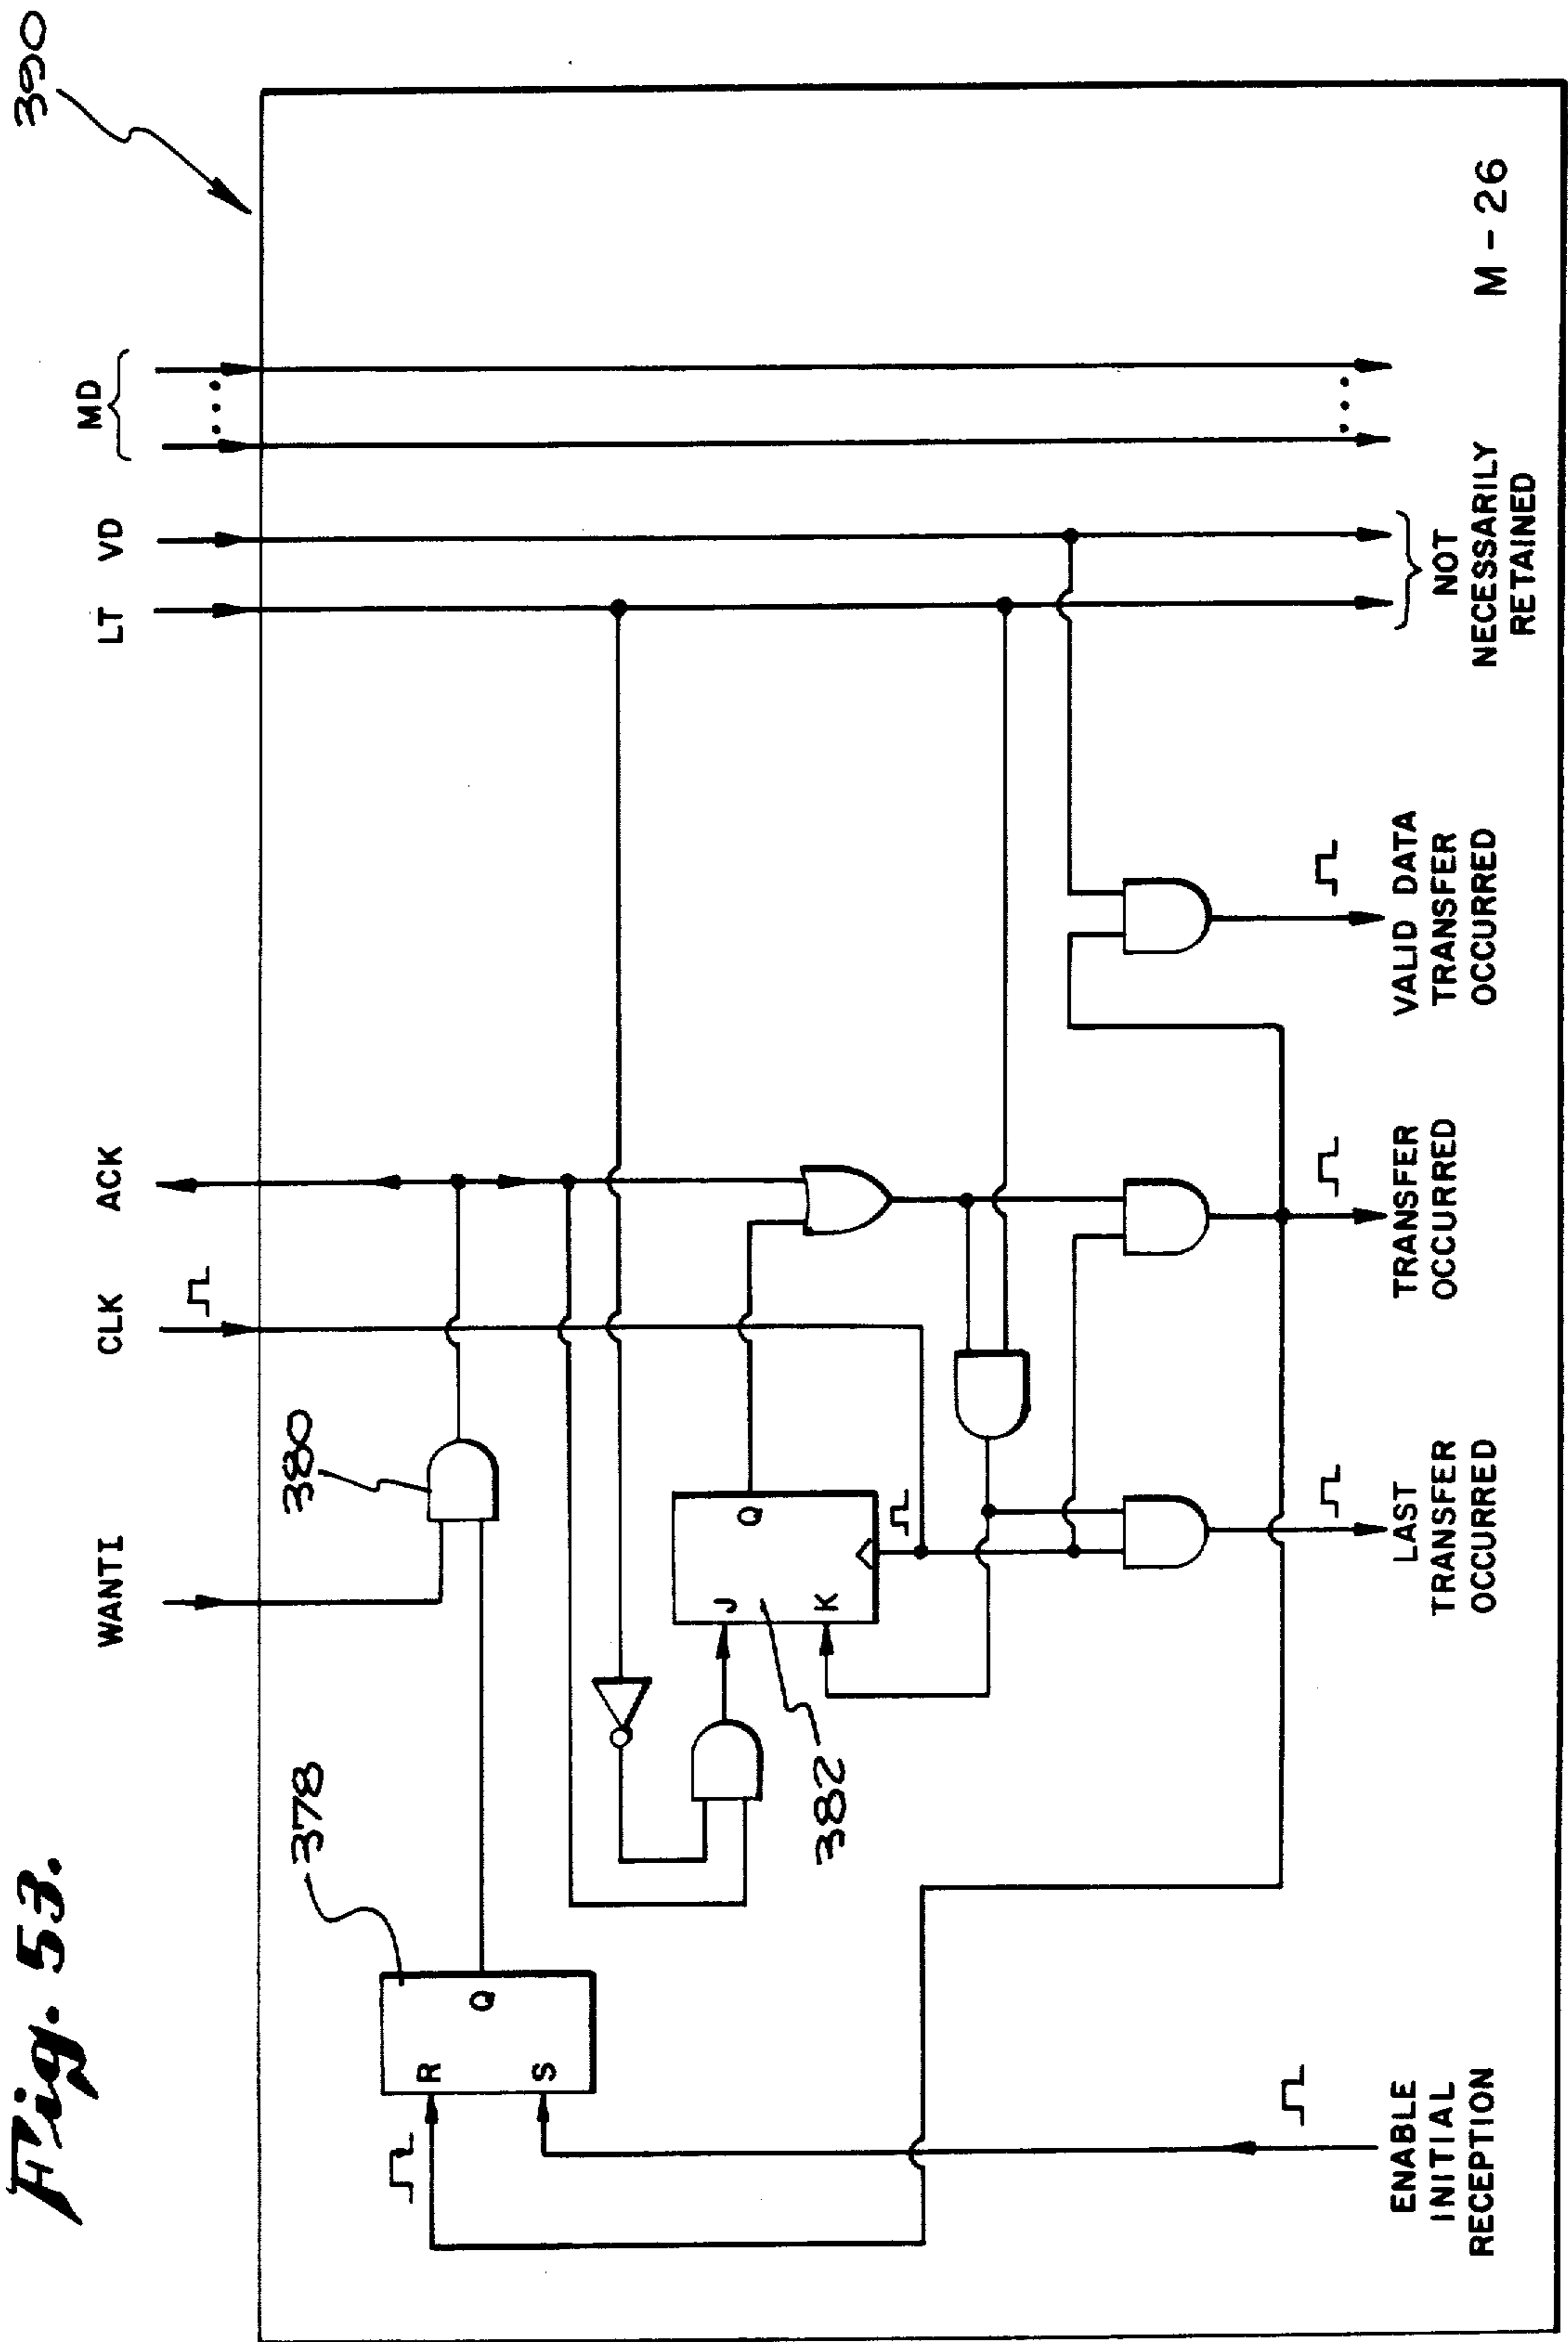 Fig. 53.
390
WANTI
CLK
ACK
LT
VD
MD
378
380
R
S
Q
J
K
Q
382
ENABLE
INITIAL
RECEPTION
LAST
TRANSFER
OCCURRED
TRANSFER
OCCURRED
VALID DATA
TRANSFER
OCCURRED
NOT
NECESSARILY
RETAINED
M-26